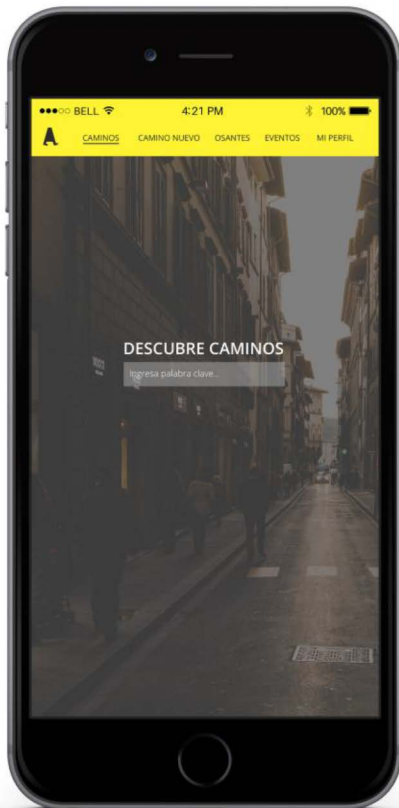 BELL 4:21 PM 100%
A CAMINOS CAMINO NUEVO OSANTES EVENTOS MI PERFIL
DESCUBRE CAMINOS
Ingresa palabra clave...